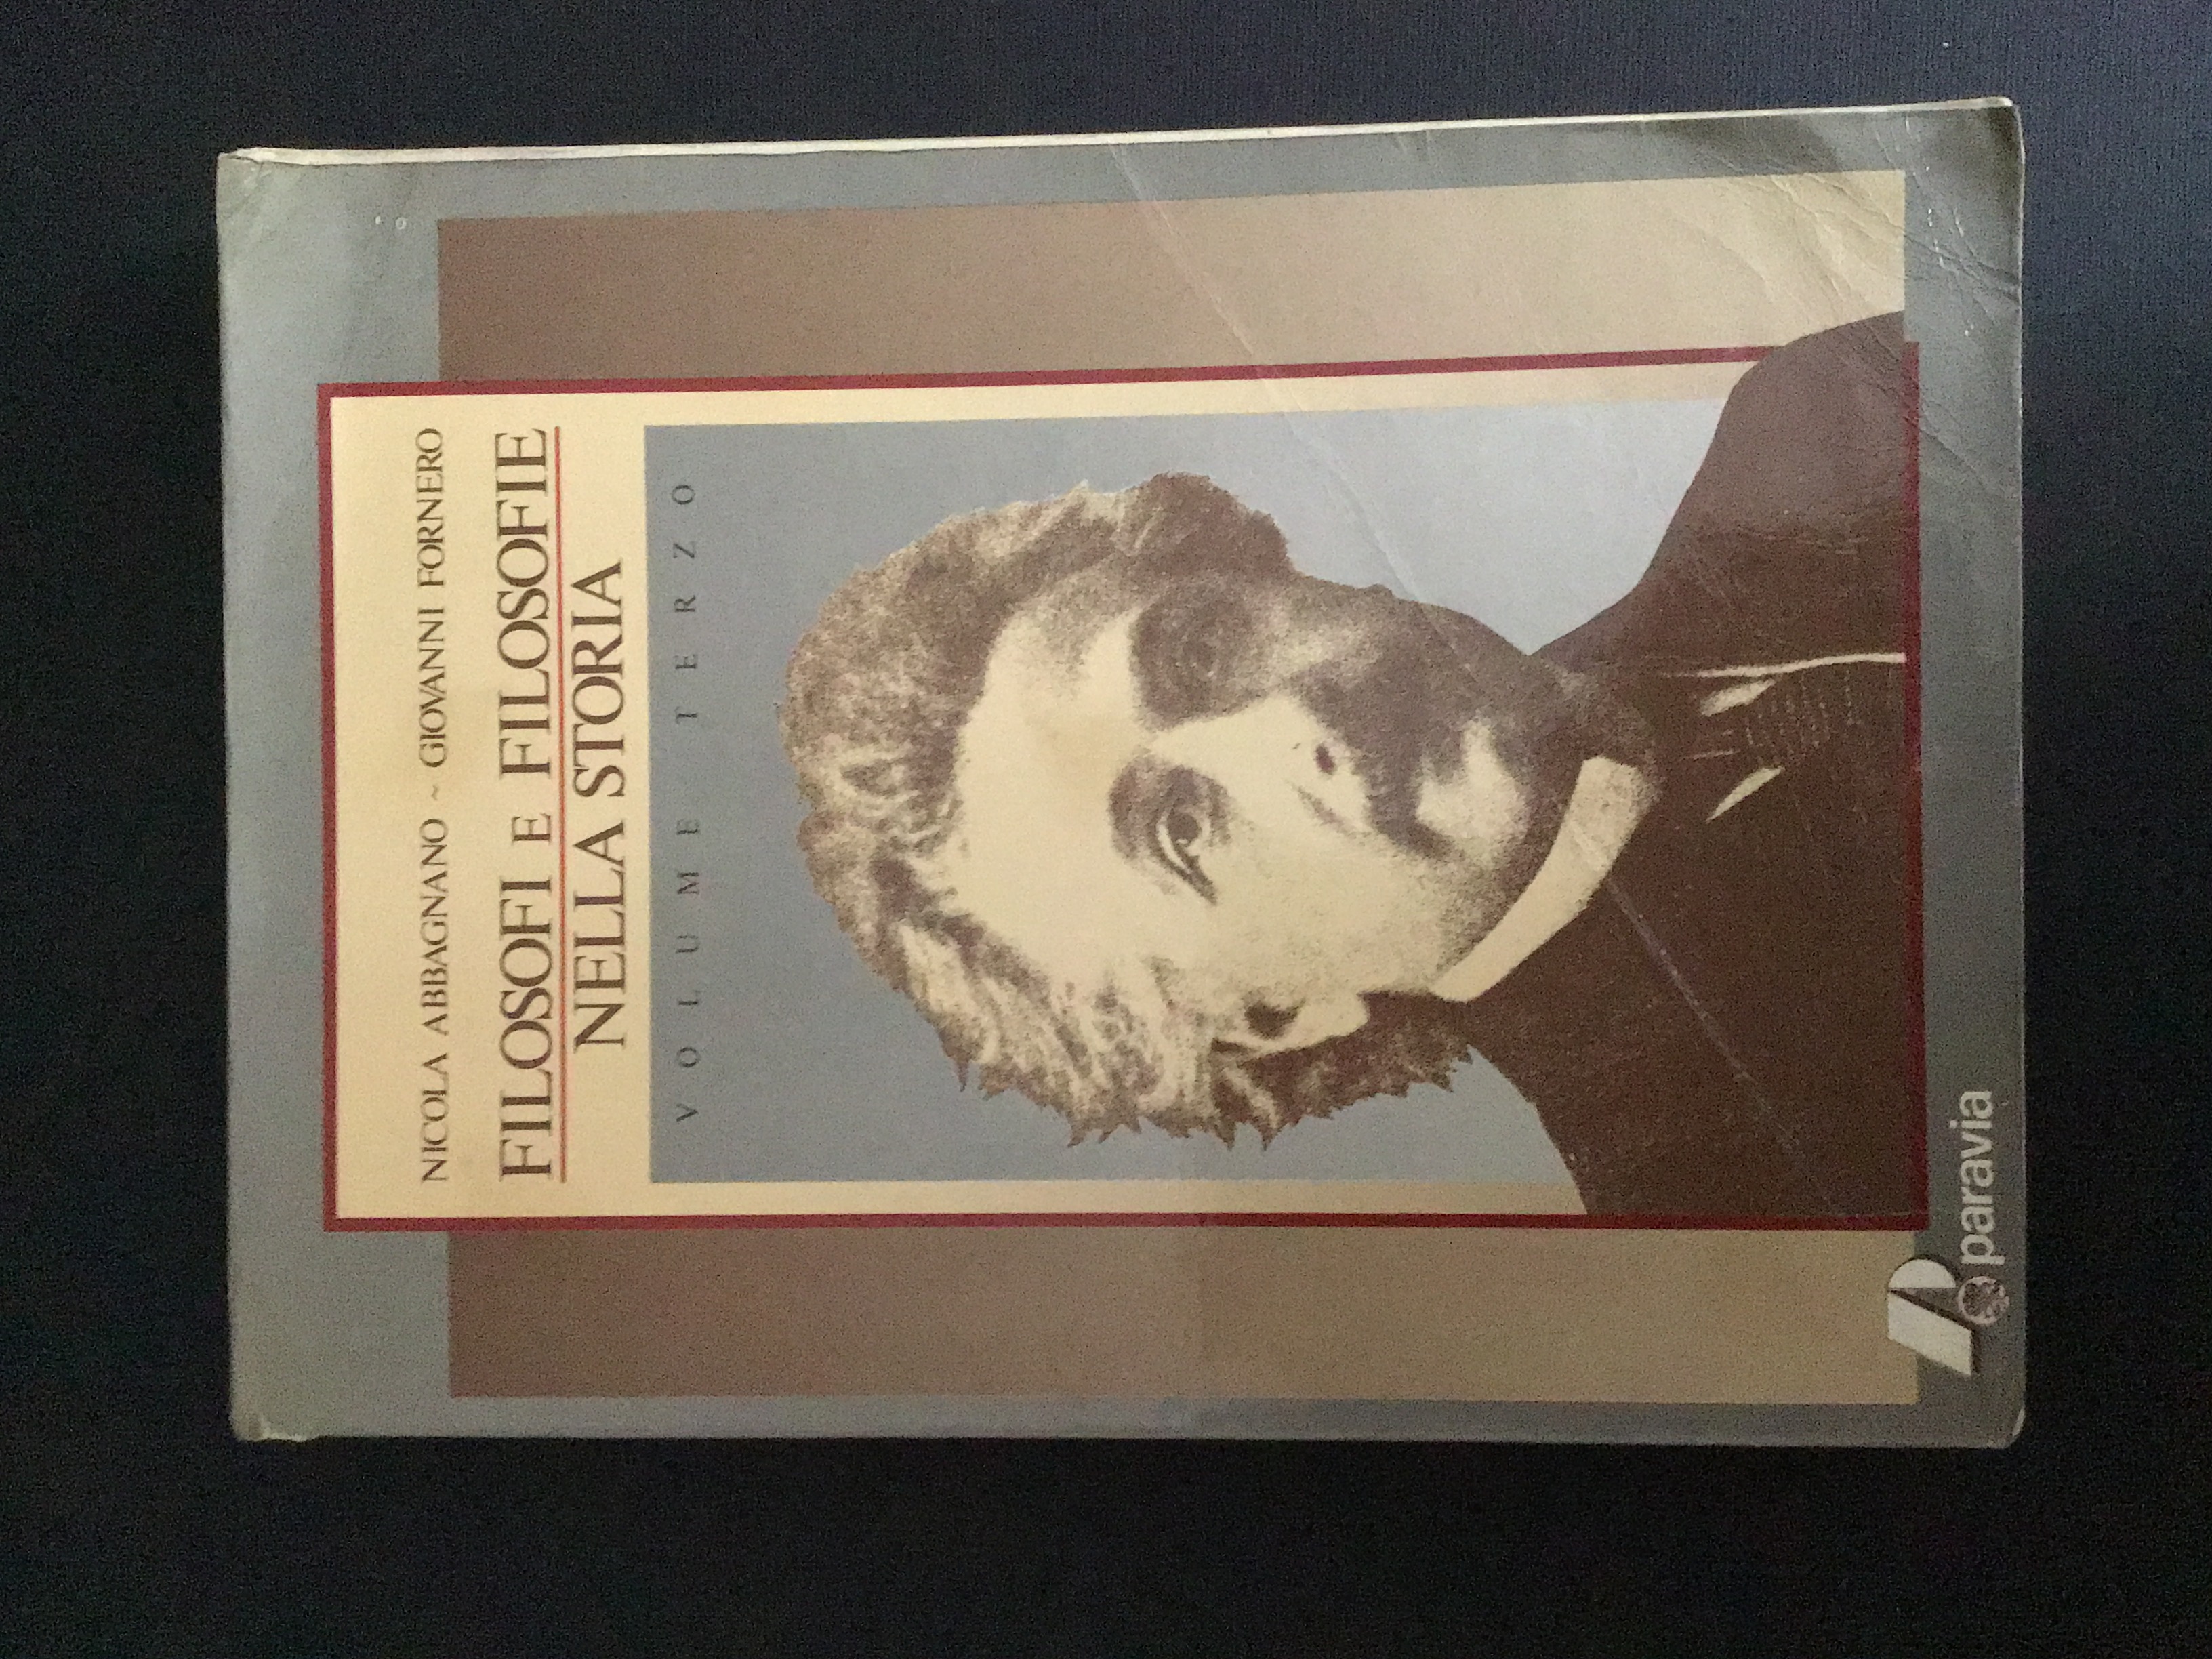 NICOLA ABBAGNANO ~ GIOVANNI FORNERO
FILOSOFI E FILOSOFIE
NELLA STORIA
VOLUME TERZO
paravia